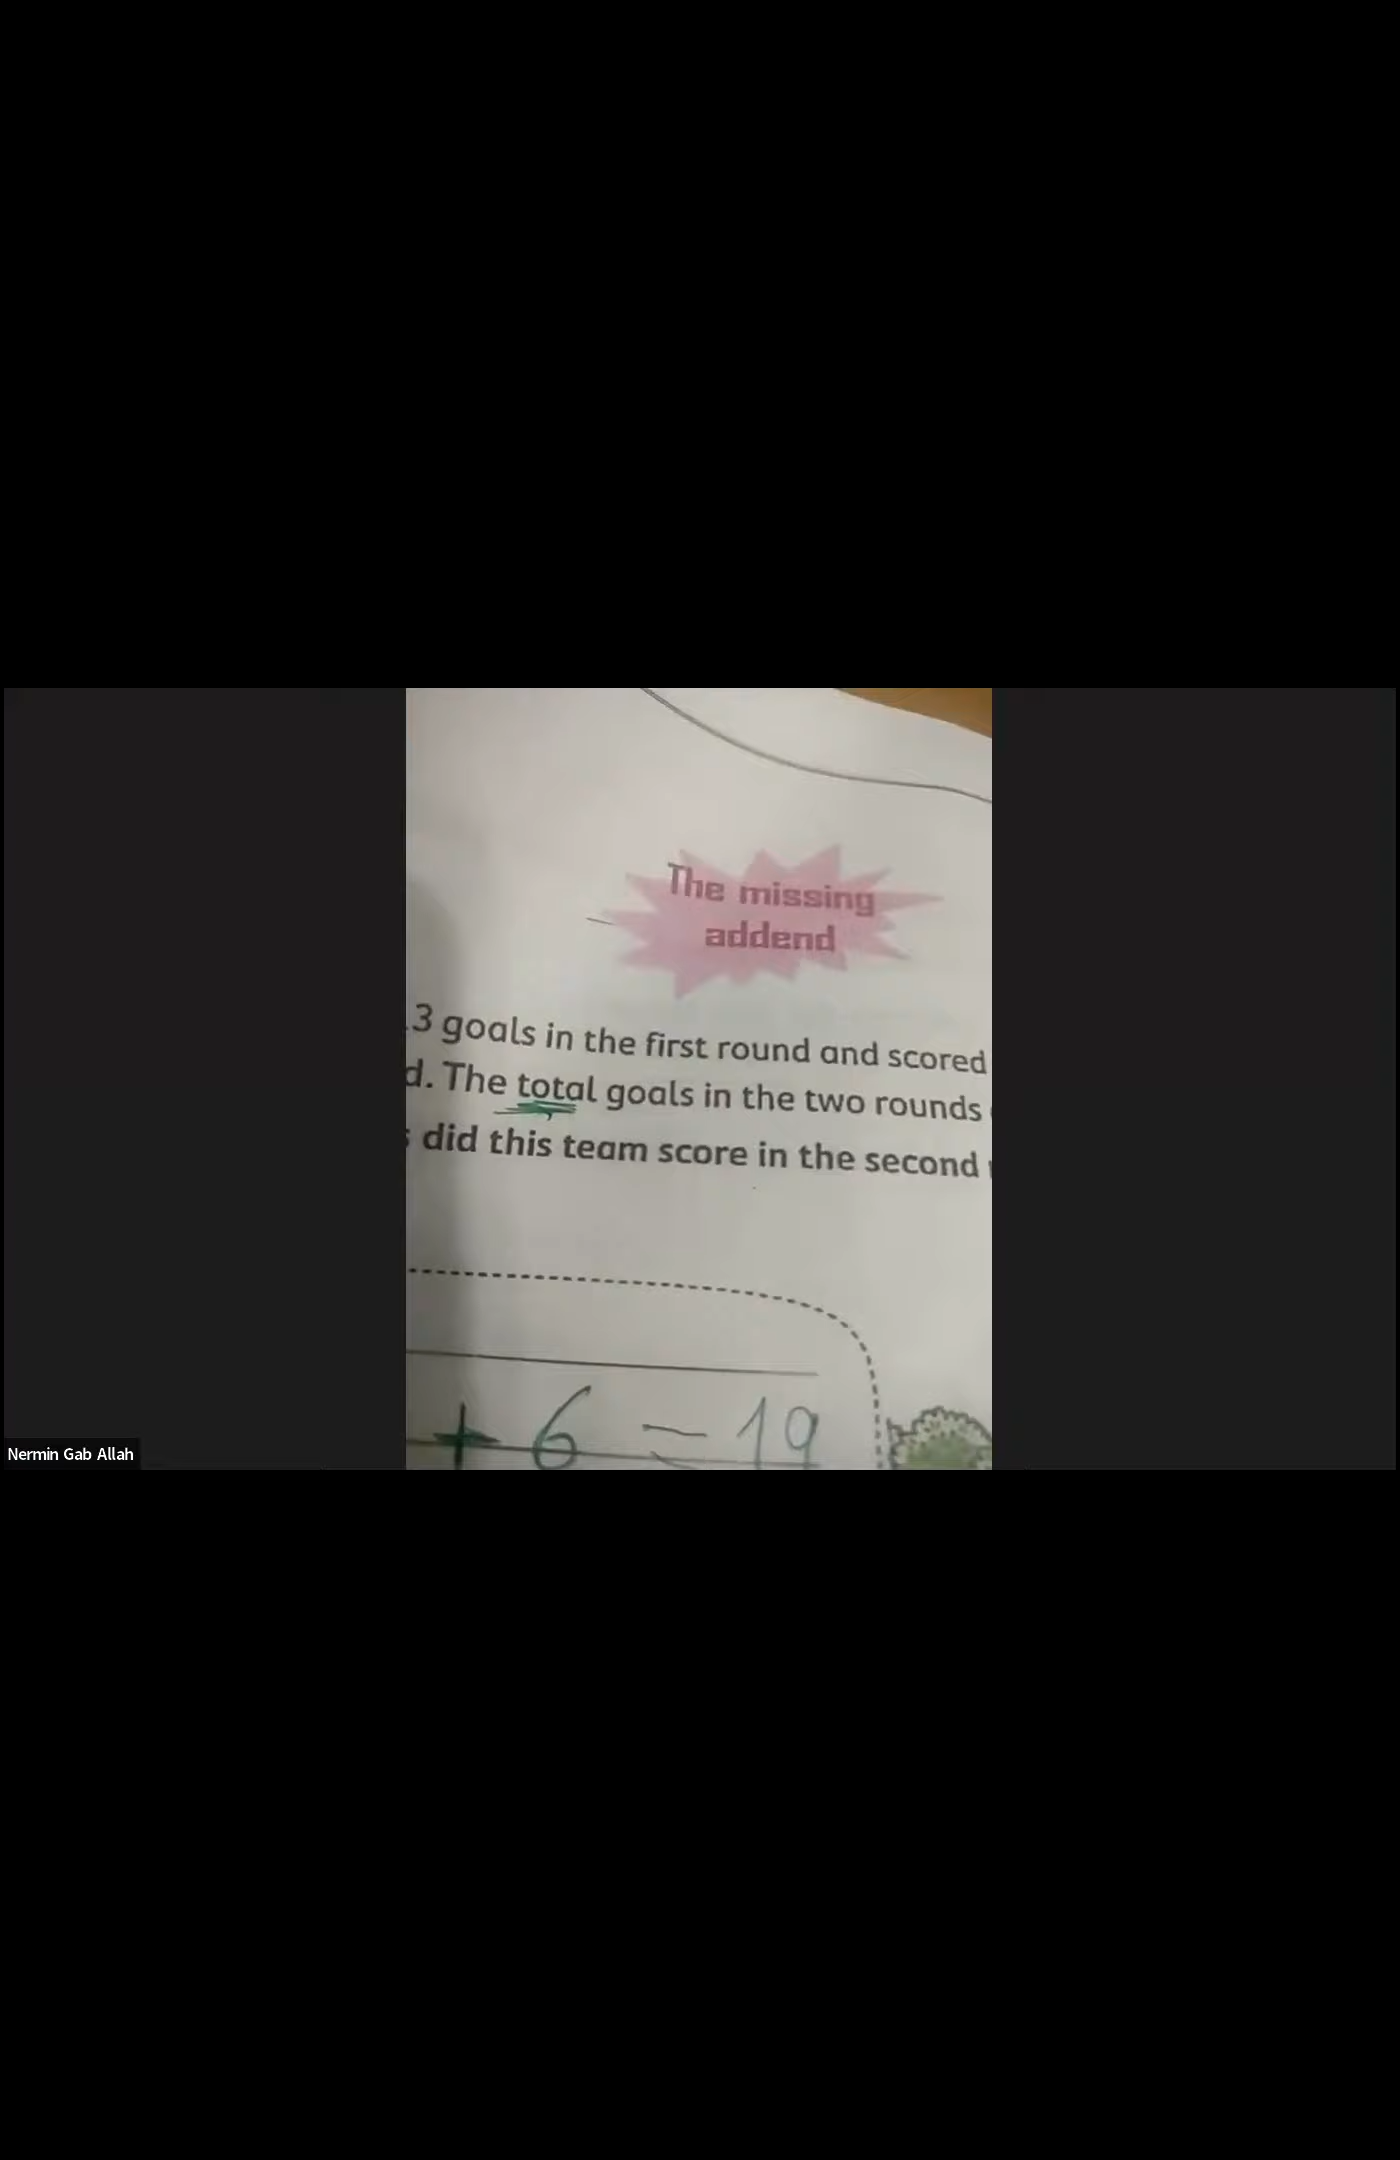 The missing
addend
.3 goals in the first round and scored
d. The total goals in the two rounds
s did this team score in the second
+ 6 = 19
Nermin Gab Allah